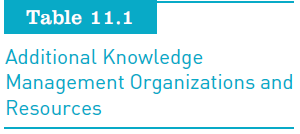 Table 11.1
Additional Knowledge
Management Organizations and
Resources